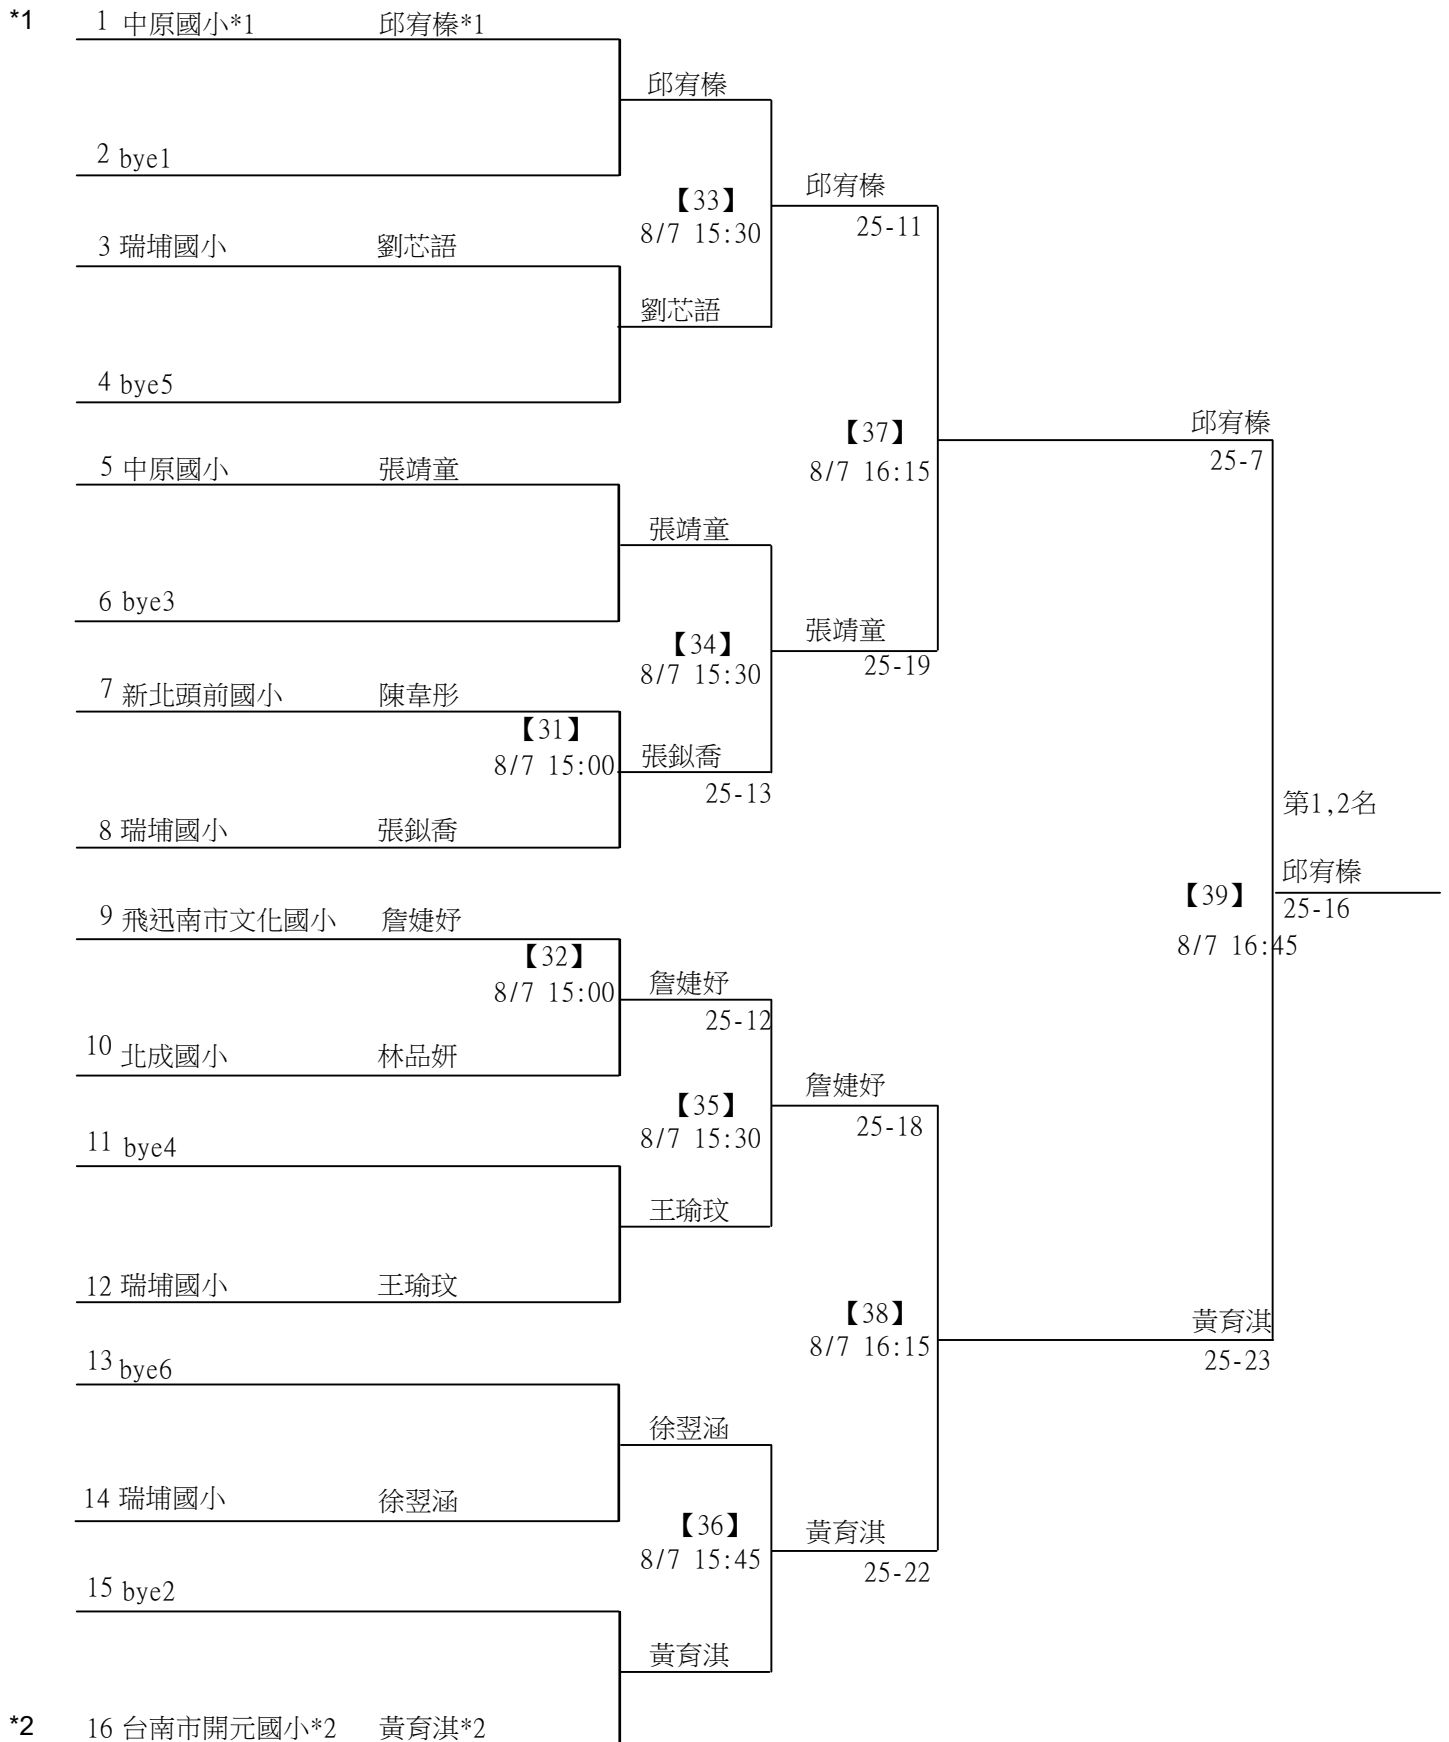 *1 1 中原國小*1 邱宥榛*1
邱宥榛
2 bye1
邱宥榛
【33】
8/7 15:30
25-11
3 瑞埔國小 劉芯語
劉芯語
4 bye5
邱宥榛
【37】
8/7 16:15
25-7
5 中原國小 張靖童
張靖童
6 bye3
張靖童
【34】
8/7 15:30
25-19
7 新北頭前國小 陳韋彤
【31】
8/7 15:00
張鈫喬
25-13
8 瑞埔國小 張鈫喬
第1,2名
邱宥榛
【39】
25-16
8/7 16:45
9 飛迅南市文化國小 詹婕妤
【32】
8/7 15:00
詹婕妤
25-12
10 北成國小 林品妍
詹婕妤
【35】
8/7 15:30
25-18
11 bye4
王瑜玟
12 瑞埔國小 王瑜玟
【38】
8/7 16:15
黃育淇
25-23
13 bye6
徐翌涵
14 瑞埔國小 徐翌涵
【36】
8/7 15:45
黃育淇
25-22
15 bye2
黃育淇
*2 16 台南市開元國小*2 黃育淇*2